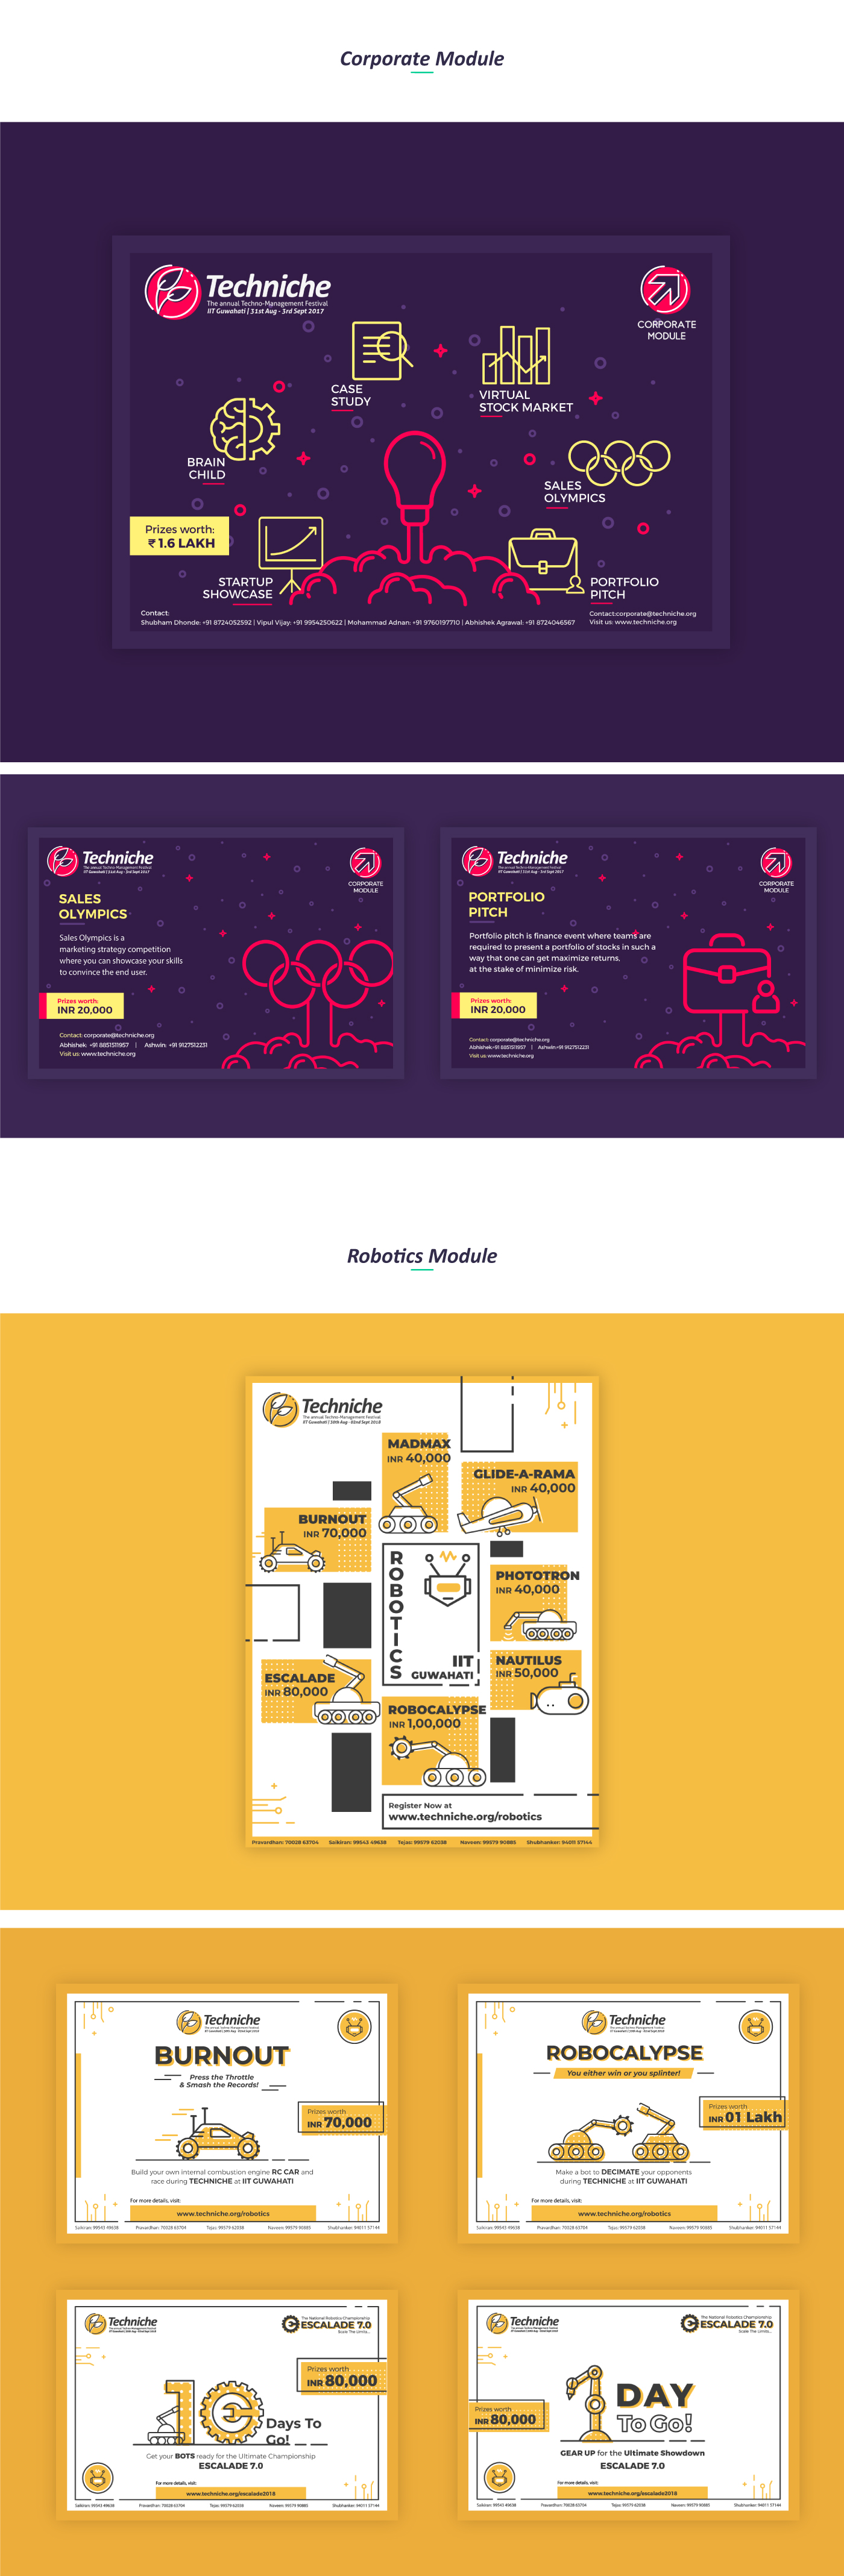 Corporate Module
Techniche
The annual Techno-Management Festival
IIT Guwahati | 31st Aug - 3rd Sept 2017
CORPORATE
MODULE
CASE
STUDY
VIRTUAL
STOCK MARKET
BRAIN
CHILD
SALES
OLYMPICS
Prizes worth:
₹ 1.6 LAKH
STARTUP
SHOWCASE
PORTFOLIO
PITCH
Contact:
Shubham Dhonde: +91 8724052592 | Vipul Vijay: +91 9954250622 | Mohammad Adnan: +91 9760197710 | Abhishek Agrawal: +91 8724046567
Contact:corporate@techniche.org
Visit us: www.techniche.org
Techniche
The annual Techno-Management Festival
IIT Guwahati | 31st Aug - 3rd Sept 2017
CORPORATE
MODULE
SALES
OLYMPICS
Sales Olympics is a
marketing strategy competition
where you can showcase your skills
to convince the end user.
Prizes worth:
INR 20,000
Contact: corporate@techniche.org
Abhishek: +91 8851511957 | Ashwin: +91 9127512231
Visit us: www.techniche.org
Techniche
The annual Techno-Management Festival
IIT Guwahati | 31st Aug - 3rd Sept 2017
CORPORATE
MODULE
PORTFOLIO
PITCH
Portfolio pitch is finance event where teams are
required to present a portfolio of stocks in such a
way that one can get maximize returns,
at the stake of minimize risk.
Prizes worth:
INR 20,000
Contact: corporate@techniche.org
Abhishek:+91 8851511957 | Ashwin:+91 9127512231
Visit us: www.techniche.org
Robotics Module
Techniche
The annual Techno-Management Festival
IIT Guwahati | 30th Aug - 02nd Sept 2018
MADMAX
INR 40,000
GLIDE-A-RAMA
INR 40,000
BURNOUT
INR 70,000
ROBOTICS
IIT
GUWAHATI
PHOTOTRON
INR 40,000
NAUTILUS
INR 50,000
ESCALADE
INR 80,000
ROBOCALYPSE
INR 1,00,000
Register Now at
www.techniche.org/robotics
Pravardhan: 70028 63704 Saikiran: 99543 49638 Tejas: 99579 62038 Naveen: 99579 90885 Shubhanker: 94011 57144
Techniche
BURNOUT
Press the Throttle
& Smash the Records!
Prizes worth
INR 70,000
Build your own internal combustion engine RC CAR and
race during TECHNICHE at IIT GUWAHATI
For more details, visit:
www.techniche.org/robotics
Saikiran: 99543 49638 Pravardhan: 70028 63704 Tejas: 99579 62038 Naveen: 99579 90885 Shubhanker: 94011 57144
Techniche
ROBOCALYPSE
You either win or you splinter!
Prizes worth
INR 01 Lakh
Make a bot to DECIMATE your opponents
during TECHNICHE at IIT GUWAHATI
For more details, visit:
www.techniche.org/robotics
Saikiran: 99543 49638 Pravardhan: 70028 63704 Tejas: 99579 62038 Naveen: 99579 90885 Shubhanker: 94011 57144
Techniche
The National Robotics Championship
ESCALADE 7.0
Scale The Limits...
Prizes worth
INR 80,000
10
Days To
Go!
Get your BOTS ready for the Ultimate Championship
ESCALADE 7.0
For more details, visit:
www.techniche.org/escalade2018
Saikiran: 99543 49638 Pravardhan: 70028 63704 Tejas: 99579 62038 Naveen: 99579 90885 Shubhanker: 94011 57144
Techniche
The National Robotics Championship
ESCALADE 7.0
Scale The Limits...
Prizes worth
INR 80,000
1 DAY
To Go!
GEAR UP for the Ultimate Showdown
ESCALADE 7.0
For more details, visit:
www.techniche.org/escalade2018
Saikiran: 99543 49638 Pravardhan: 70028 63704 Tejas: 99579 62038 Naveen: 99579 90885 Shubhanker: 94011 57144